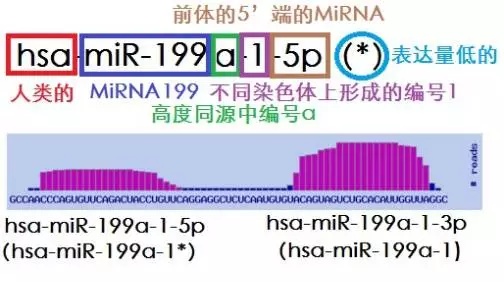 前体的5’端的MiRNA
hsa-miR-199a-1-5p (*) 表达量低的
人类的 MiRNA199 不同染色体上形成的编号1
高度同源中编号a
# reads
GCCAACCCAGUGUUCAGACUACCUGUUCAGGAGGCUCUCAAUGUGUACAGUAGUCUGCACAUUGGUUAGGC
hsa-miR-199a-1-5p hsa-miR-199a-1-3p
(hsa-miR-199a-1*) (hsa-miR-199a-1)